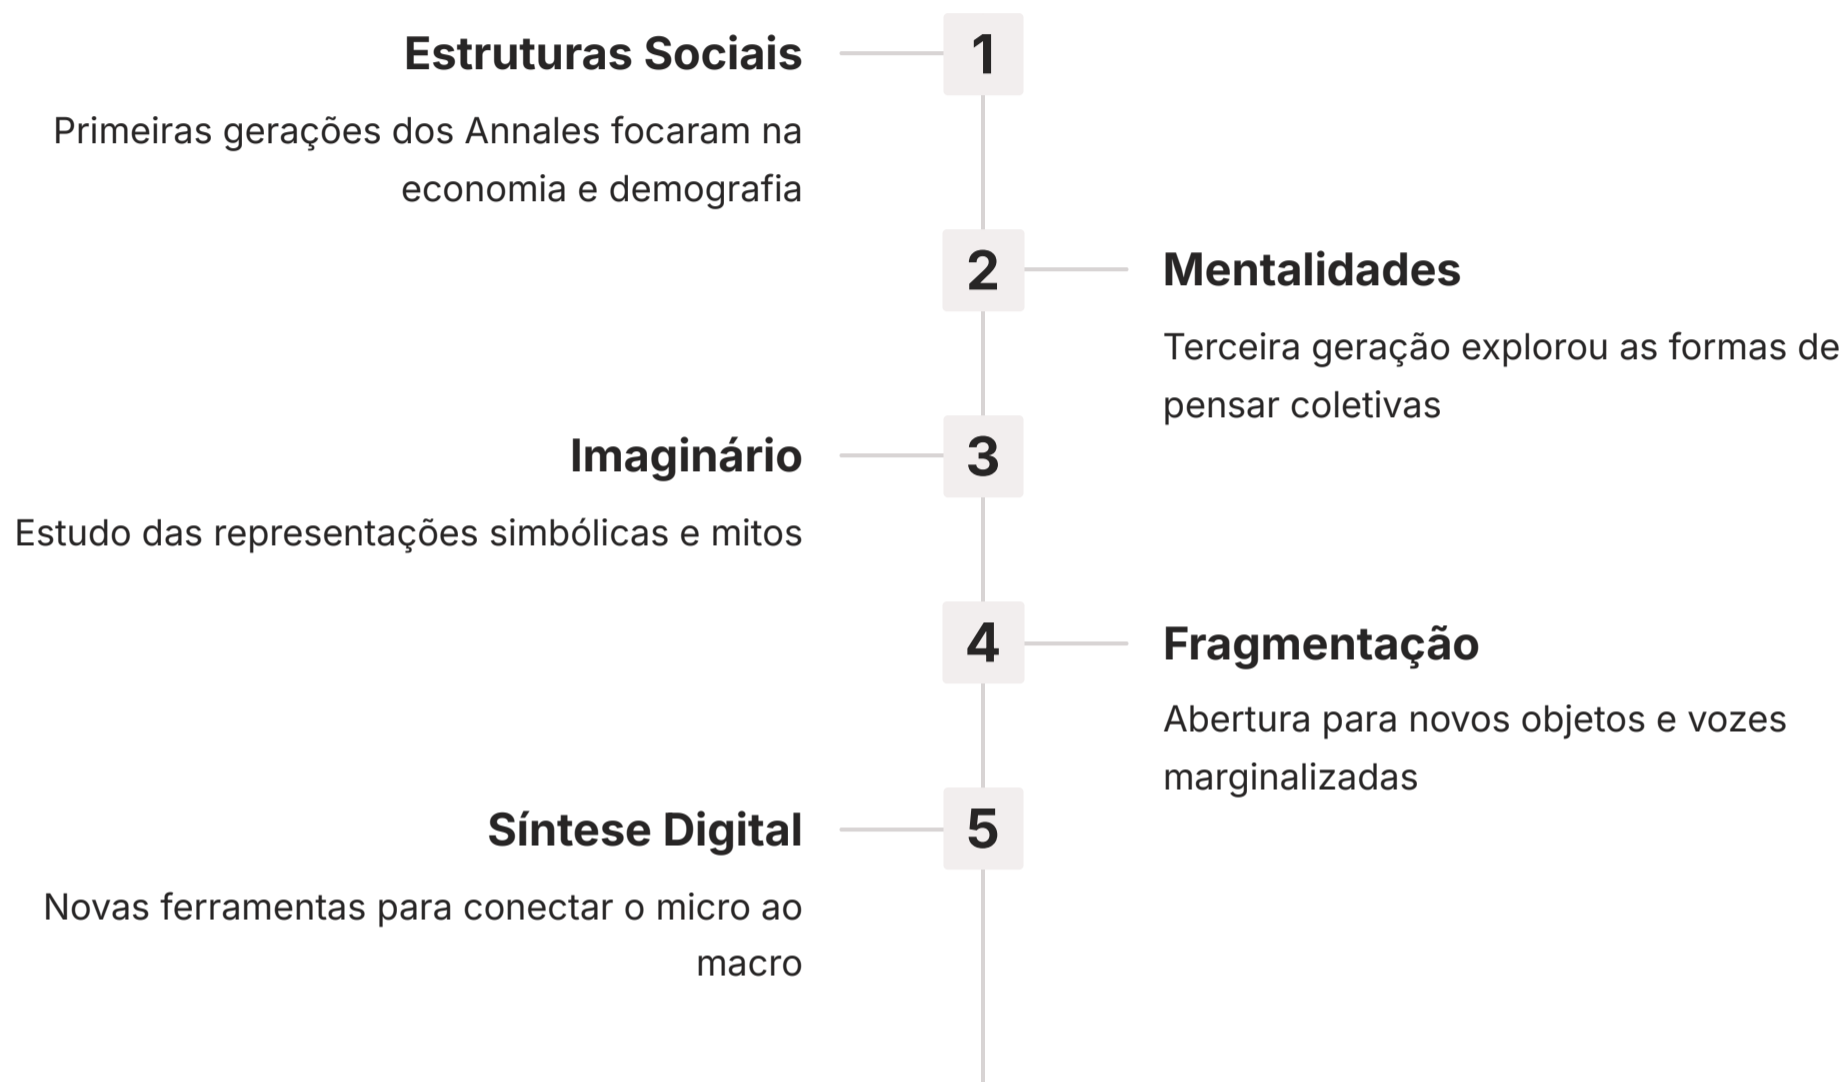 Estruturas Sociais
1
Primeiras gerações dos Annales focaram na
economia e demografia
2
Mentalidades
Terceira geração explorou as formas de
pensar coletivas
Imaginário
3
Estudo das representações simbólicas e mitos
4
Fragmentação
Abertura para novos objetos e vozes
marginalizadas
Síntese Digital
5
Novas ferramentas para conectar o micro ao
macro